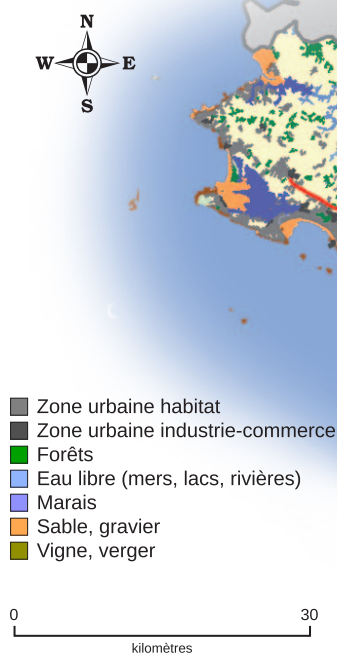 N
W E
S
Zone urbaine habitat
Zone urbaine industrie-commerce
Forêts
Eau libre (mers, lacs, rivières)
Marais
Sable, gravier
Vigne, verger
0 30
kilomètres